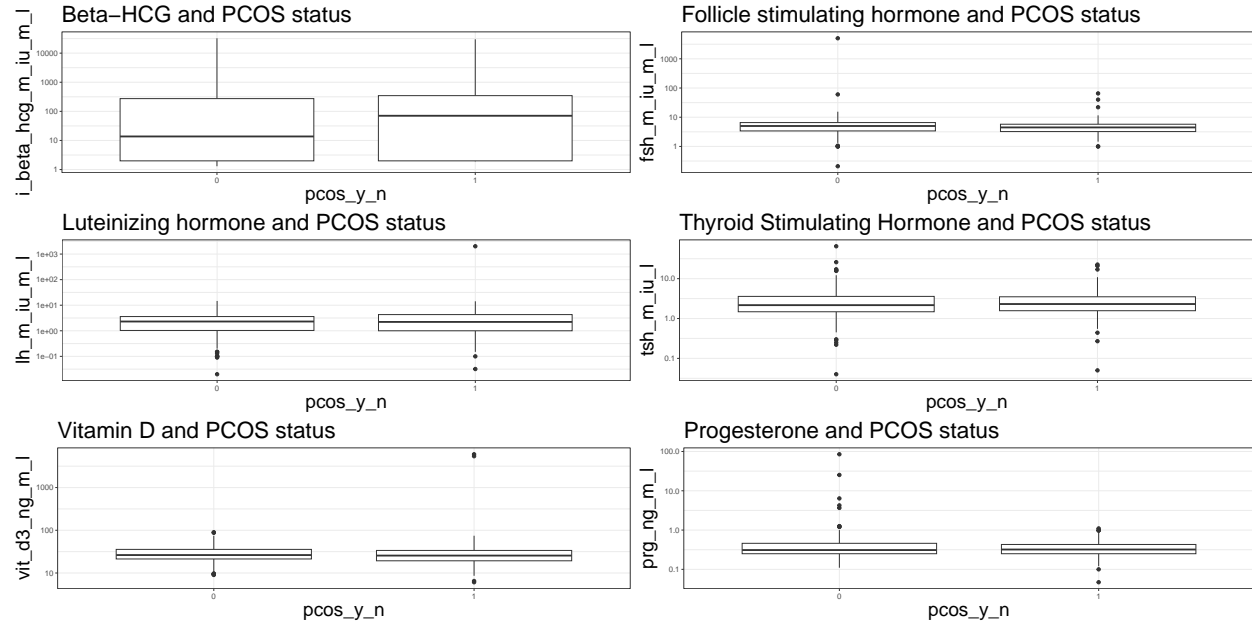 Beta−HCG and PCOS status
i_beta_hcg_m_iu_m_l
10000
1000
100
10
1
0
1
pcos_y_n
Follicle stimulating hormone and PCOS status
fsh_m_iu_m_l
1000
100
10
1
0
1
pcos_y_n
Luteinizing hormone and PCOS status
lh_m_iu_m_l
1e+03
1e+02
1e+01
1e+00
1e−01
0
1
pcos_y_n
Thyroid Stimulating Hormone and PCOS status
tsh_m_iu_l
10.0
1.0
0.1
0
1
pcos_y_n
Vitamin D and PCOS status
vit_d3_ng_m_l
1000
100
10
0
1
pcos_y_n
Progesterone and PCOS status
prg_ng_m_l
100.0
10.0
1.0
0.1
0
1
pcos_y_n